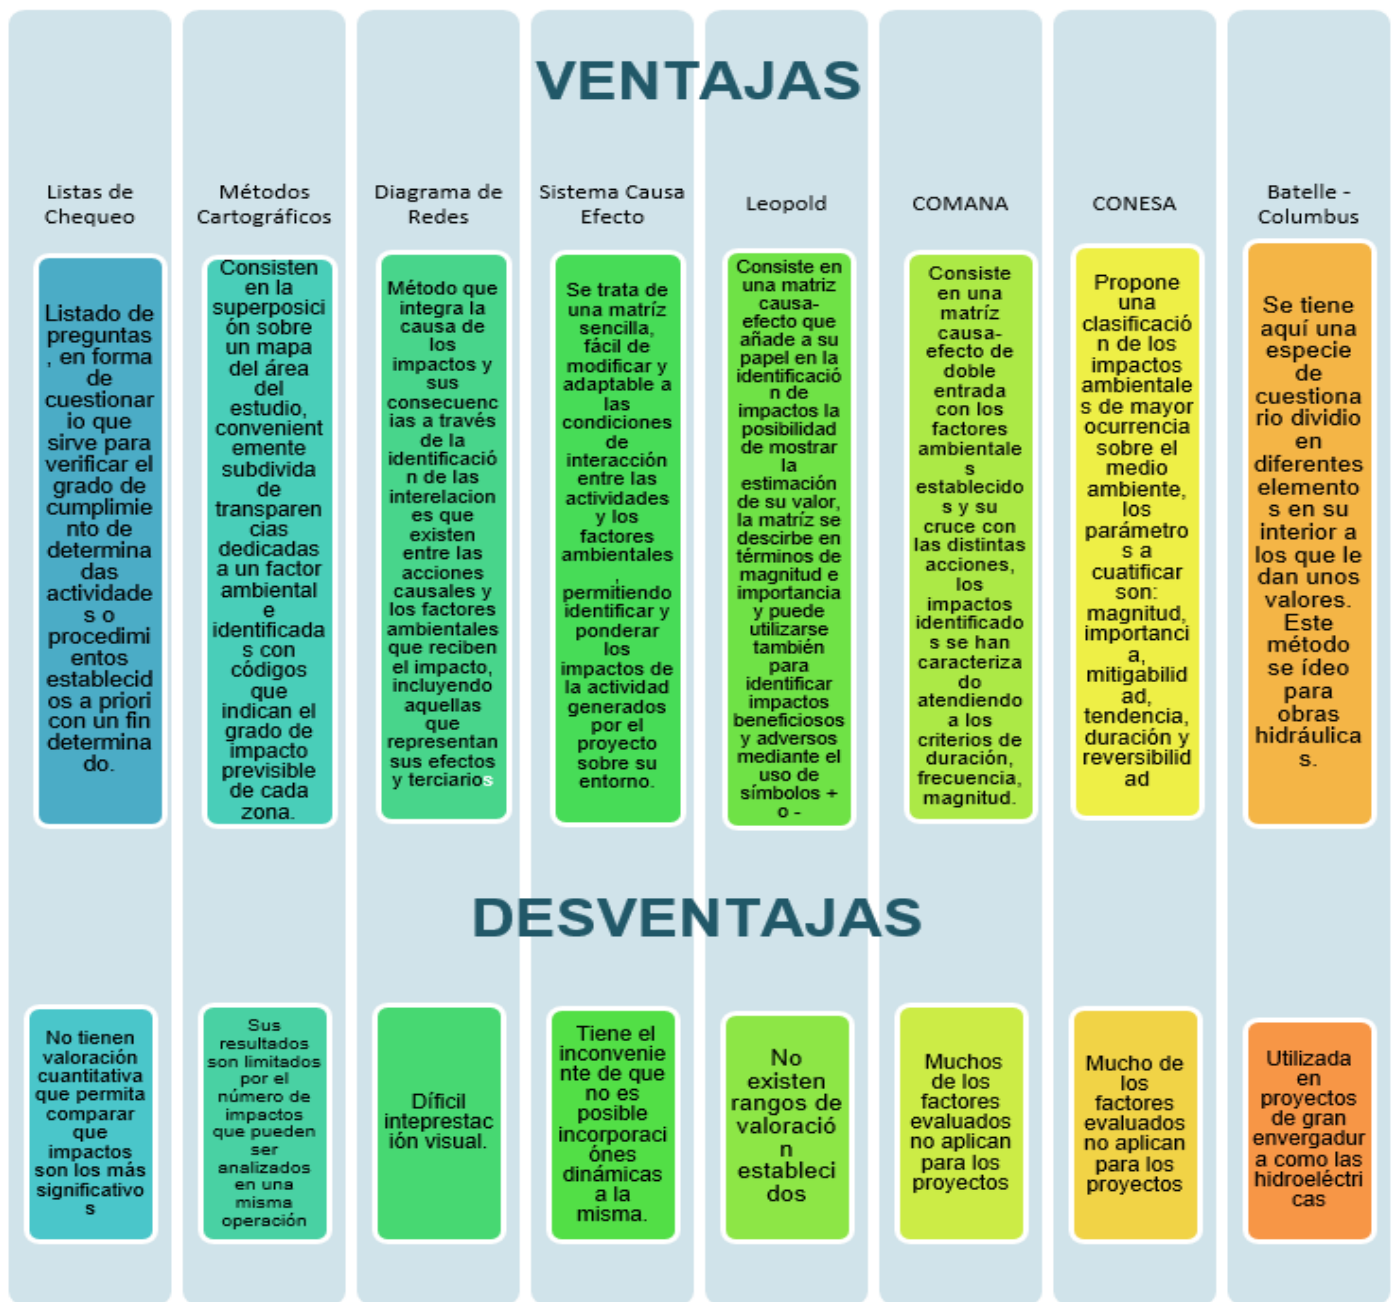 VENTAJAS
Listas de
Chequeo
Métodos
Cartográficos
Diagrama de
Redes
Sistema Causa
Efecto
Leopold
COMANA
CONESA
Batelle -
Columbus
Listado de
preguntas
, en forma
de
cuestionar
io que
sirve para
verificar el
grado de
cumplimie
nto de
determina
das
actividade
s o
procedimi
entos
establecid
os a priori
con un fin
determina
do.
Consisten
en la
superposici
ón sobre
un mapa
del área
del
estudio,
convenient
emente
subdivida
de
transparen
cias
dedicadas
a un factor
ambiental
e
identificada
s con
códigos
que
indican el
grado de
impacto
previsible
de cada
zona.
Método que
integra la
causa de
los
impactos y
sus
consecuenc
ias a través
de la
identificació
n de las
interelacion
es que
existen
entre las
acciones
causales y
los factores
ambientales
que reciben
el impacto,
incluyendo
aquellas
que
representan
sus efectos
y terciarios
Se trata de
una matríz
sencilla,
fácil de
modificar y
adaptable a
las
condiciones
de
interacción
entre las
actividades
y los
factores
ambientales
,
permitiendo
identificar y
ponderar
los
impactos de
la actividad
generados
por el
proyecto
sobre su
entorno.
Consiste en
una matriz
causa-
efecto que
añade a su
papel en la
identificació
n de
impactos la
posibilidad
de mostrar
la
estimación
de su valor,
la matríz se
descirbe en
términos de
magnitud e
importancia
y puede
utilizarse
también
para
identificar
impactos
beneficiosos
y adversos
mediante el
uso de
símbolos +
o -
Consiste
en una
matríz
causa-
efecto de
doble
entrada
con los
factores
ambientale
s
establecido
s y su
cruce con
las distintas
acciones,
los
impactos
identificado
s se han
caracteriza
do
atendiendo
a los
criterios de
duración,
frecuencia,
magnitud.
Propone
una
clasificació
n de los
impactos
ambientale
s de mayor
ocurrencia
sobre el
medio
ambiente,
los
parámetro
s a
cuatificar
son:
magnitud,
importanci
a,
mitigabilid
ad,
tendencia,
duración y
reversibilid
ad
Se tiene
aquí una
especie
de
cuestiona
rio dividio
en
diferentes
elemento
s en su
interior a
los que le
dan unos
valores.
Este
método
se ídeo
para
obras
hidráulica
s.
DESVENTAJAS
No tienen
valoración
cuantitativa
que permita
comparar
que
impactos
son los más
significativo
s
Sus
resultados
son limitados
por el
número de
impactos
que pueden
ser
analizados
en una
misma
operación
Díficil
inteprestac
ión visual.
Tiene el
inconvenie
nte de que
no es
posible
incorporaci
ónes
dinámicas
a la
misma.
No
existen
rangos de
valoració
n
estableci
dos
Muchos
de los
factores
evaluados
no aplican
para los
proyectos
Mucho de
los
factores
evaluados
no aplican
para los
proyectos
Utilizada
en
proyectos
de gran
envergadur
a como las
hidroeléctri
cas